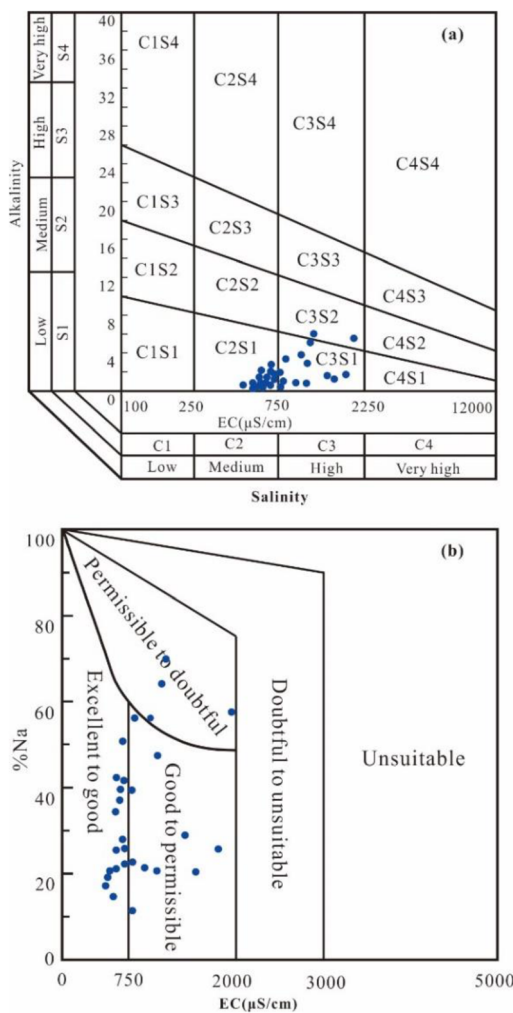 (a)
Alkalinity
Very high
High
Medium
Low
S4
S3
S2
S1
40
36
32
28
24
20
16
12
8
4
0
C1S4
C2S4
C3S4
C4S4
C1S3
C2S3
C3S3
C4S3
C1S2
C2S2
C3S2
C4S2
C1S1
C2S1
C3S1
C4S1
100 250 750 2250 12000
EC(μS/cm)
C1 C2 C3 C4
Low Medium High Very high
Salinity
(b)
%Na
100
80
60
40
20
0
Permissible to doubtful
Excellent to good
Good to permissible
Doubtful to unsuitable
Unsuitable
0 750 2000 3000 5000
EC(μS/cm)